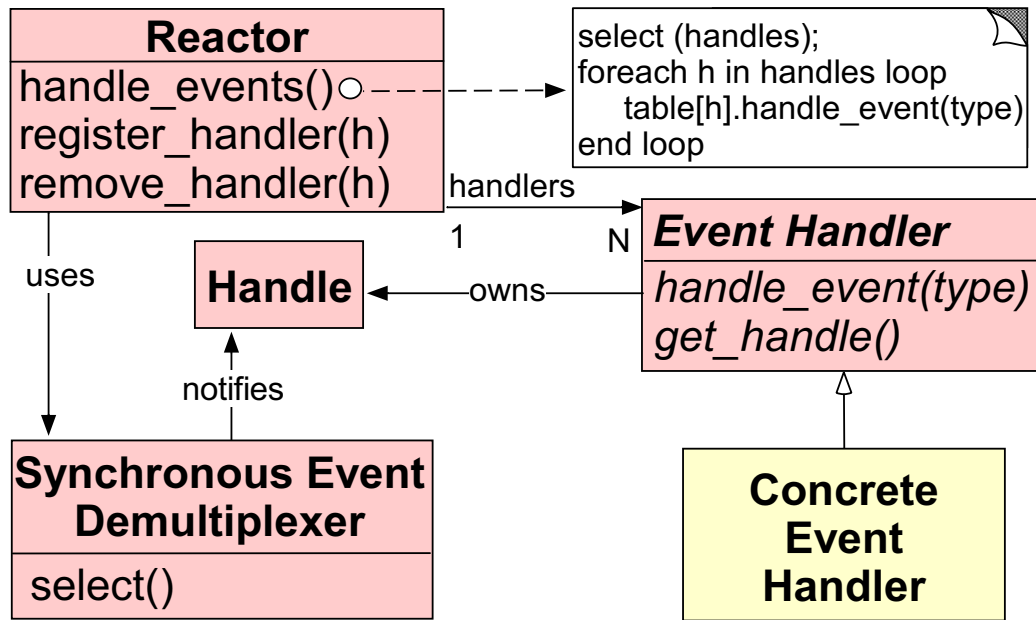 Reactor
handle_events()
register_handler(h)
remove_handler(h)
select (handles);
foreach h in handles loop
table[h].handle_event(type)
end loop
handlers
1
N
Event Handler
handle_event(type)
get_handle()
uses
Handle
owns
notifies
Synchronous Event
Demultiplexer
select()
Concrete
Event
Handler